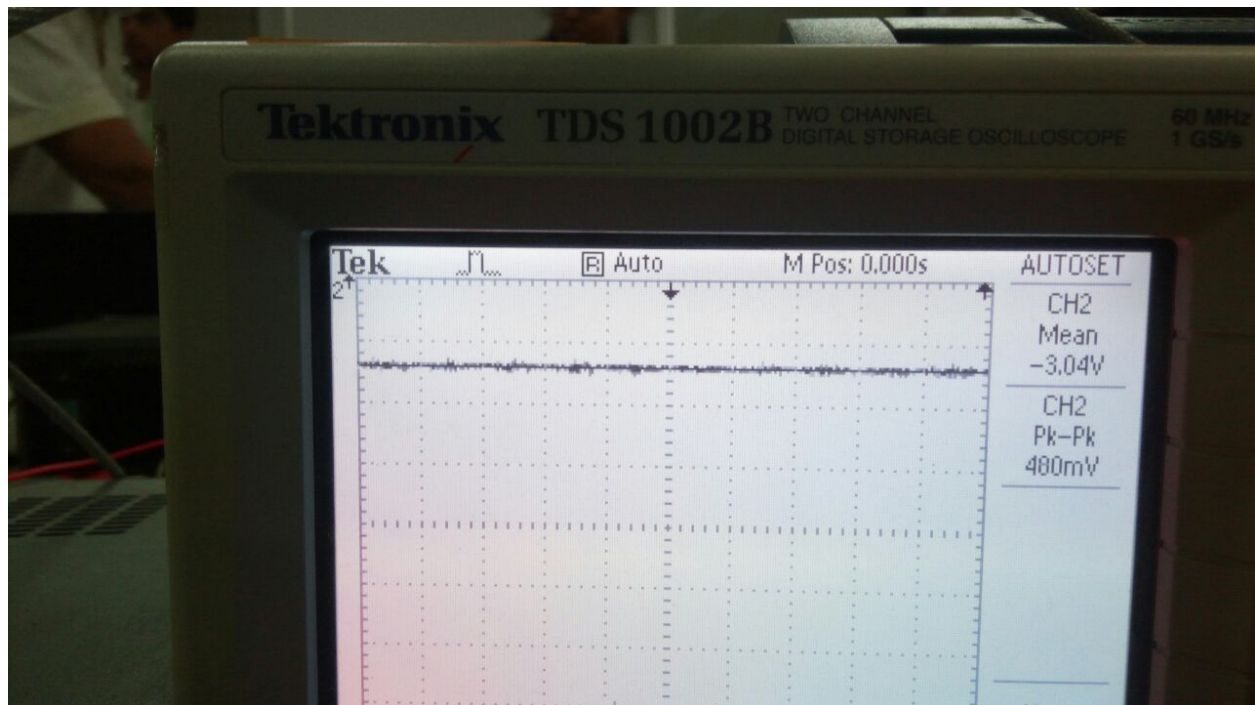 Tektronix TDS 1002B TWO CHANNEL
DIGITAL STORAGE OSCILLOSCOPE
60 MHz
1 GS/s
Tek R Auto M Pos: 0.000s AUTOSET
2
CH2
Mean
-3.04V
CH2
Pk-Pk
480mV